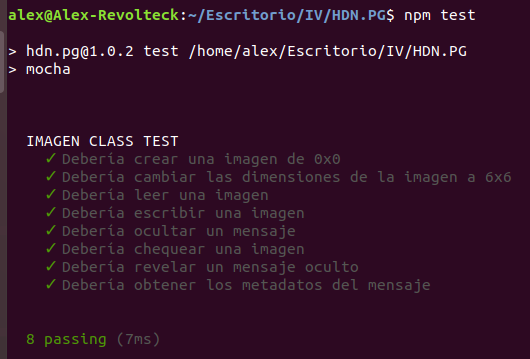 alex@Alex-Revolteck:~/Escritorio/IV/HDN.PG$ npm test
> hdn.pg@1.0.2 test /home/alex/Escritorio/IV/HDN.PG
> mocha
IMAGEN CLASS TEST
✓ Deberia crear una imagen de 0x0
✓ Deberia cambiar las dimensiones de la imagen a 6x6
✓ Deberia leer una imagen
✓ Deberia escribir una imagen
✓ Deberia ocultar un mensaje
✓ Deberia chequear una imagen
✓ Deberia revelar un mensaje oculto
✓ Deberia obtener los metadatos del mensaje
8 passing (7ms)